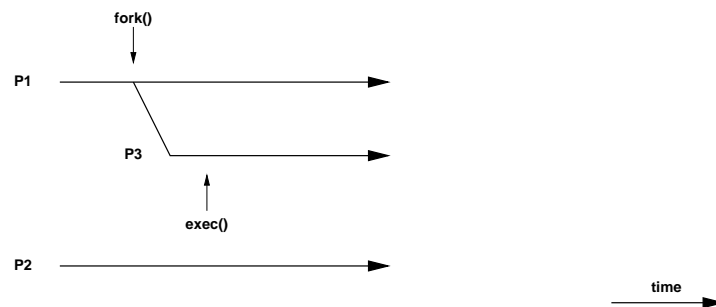 fork()
P1
P3
exec()
P2
time